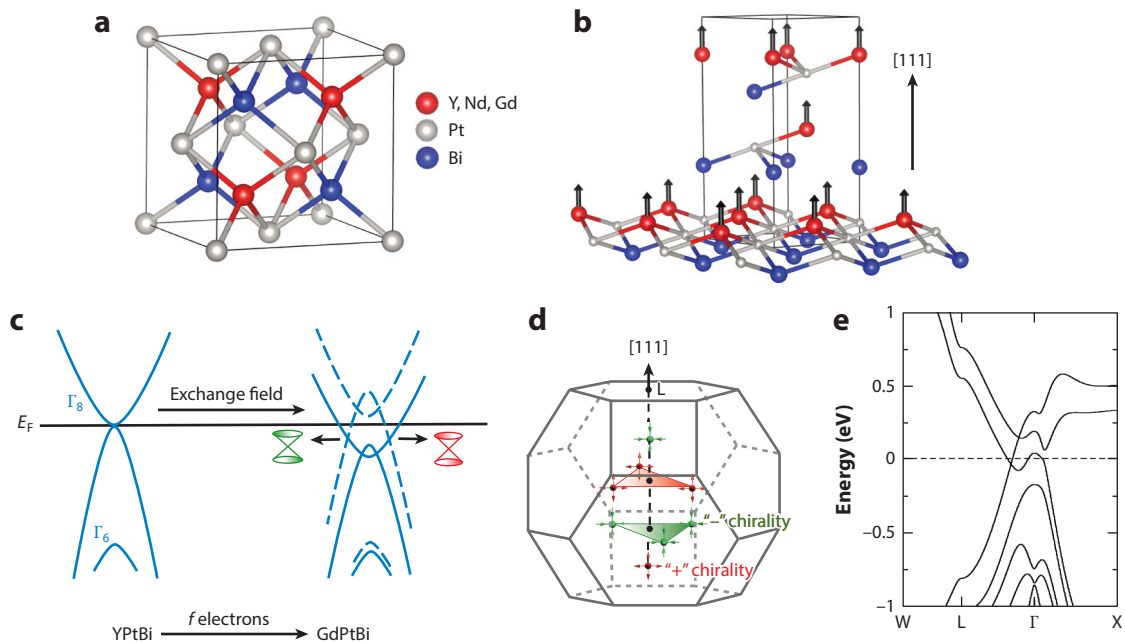 a
Y, Nd, Gd
Pt
Bi
b
[111]
c
Γ8
Exchange field
EF
Γ6
f electrons
YPtBi
GdPtBi
d
[111]
L
"–" chirality
"+" chirality
e
Energy (eV)
1
0.5
0
–0.5
–1
W
L
Γ
X